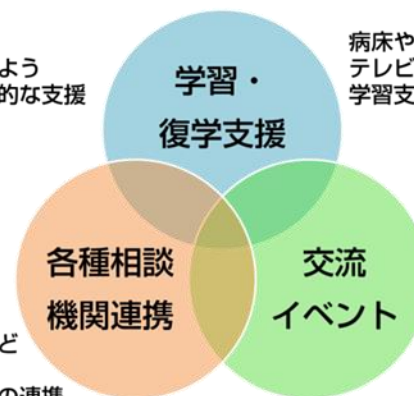 よう
的な支援
病床や
テレビ
学習支
学習・
復学支援
各種相談
機関連携
交流
イベント
ど
の連携